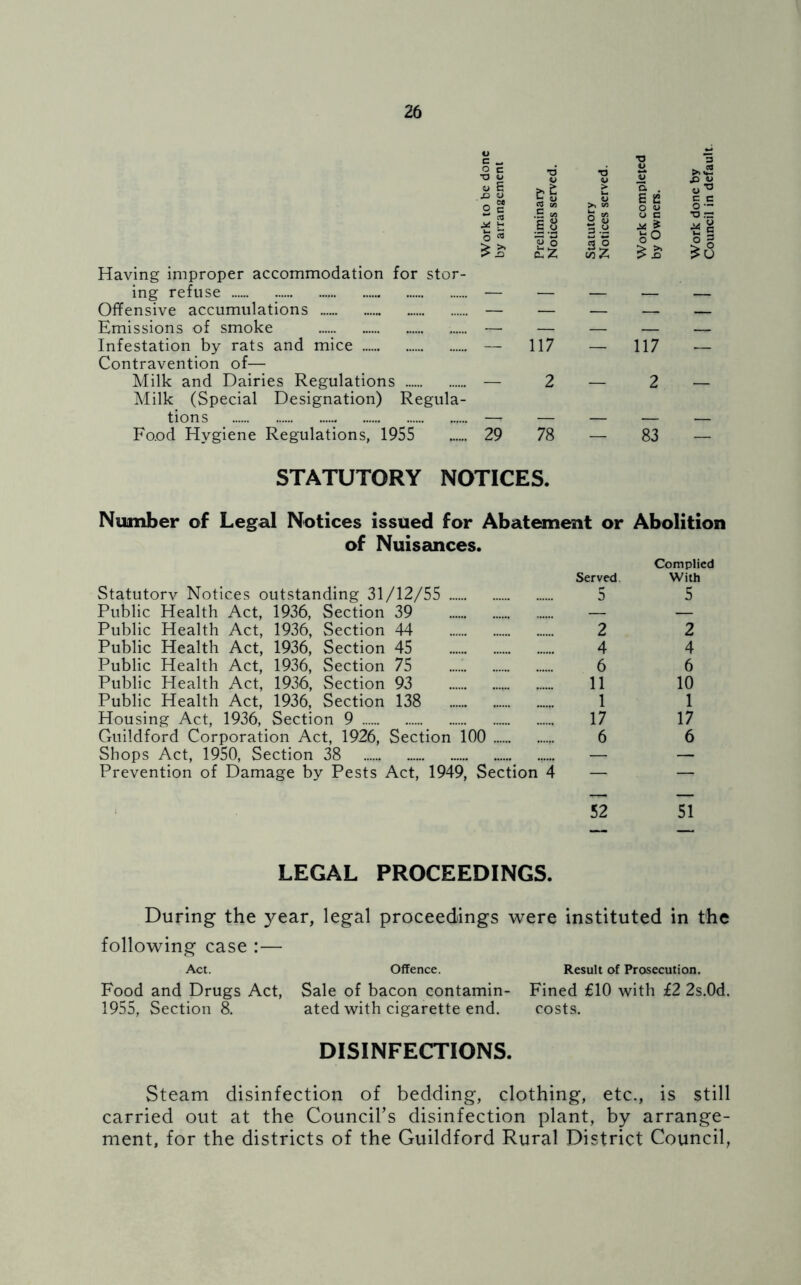 26
Work to be done by arrangement
Preliminary Notices served.
Statutory Notices served.
Work completed by Owners.
Work done by Council in default.
Having improper accommodation for stor-
ing refuse ...... ...... ...... ...... ...... ...... — — — — —
Offensive accumulations ...... ...... ...... ...... — — — — —
Emissions of smoke ...... ...... ...... ...... — — — — —
Infestation by rats and mice ...... ...... ...... — 117 — 117 —
Contravention of—
Milk and Dairies Regulations ...... ...... — 2 — 2 —
Milk (Special Designation) Regula-
tions ...... ...... ...... ...... ...... ...... — — — — —
Food Hygiene Regulations, 1955 ...... 29 78 — 83 —
STATUTORY NOTICES.
Number of Legal Notices issued for Abatement or Abolition
of Nuisances.
Complied
Served. With
Statutory Notices outstanding 31/12/55 ...... ...... ...... 5 5
Public Health Act, 1936, Section 39 ...... ...... ...... — —
Public Health Act, 1936, Section 44 ...... ...... ...... 2 2
Public Health Act, 1936, Section 45 ...... ...... ...... 4 4
Public Health Act, 1936, Section 75 ...... ...... ...... 6 6
Public Health Act, 1936, Section 93 ...... ...... ...... 11 10
Public Health Act, 1936, Section 138 ...... ...... ...... 1 1
Housing Act, 1936, Section 9 ...... ...... ...... ...... ...... 17 17
Guildford Corporation Act, 1926, Section 100 ...... ...... 6 6
Shops Act, 1950, Section 38 ...... ...... ...... ...... ...... — —
Prevention of Damage by Pests Act, 1949, Section 4 — —
52 51
LEGAL PROCEEDINGS.
During the year, legal proceedings were instituted in the
following case :—
Act. Offence. Result of Prosecution.
Food and Drugs Act, Sale of bacon contamin- Fined £10 with £2 2s.0d.
1955, Section 8. ated with cigarette end. costs.
DISINFECTIONS.
Steam disinfection of bedding, clothing, etc., is still
carried out at the Council's disinfection plant, by arrange-
ment, for the districts of the Guildford Rural District Council,